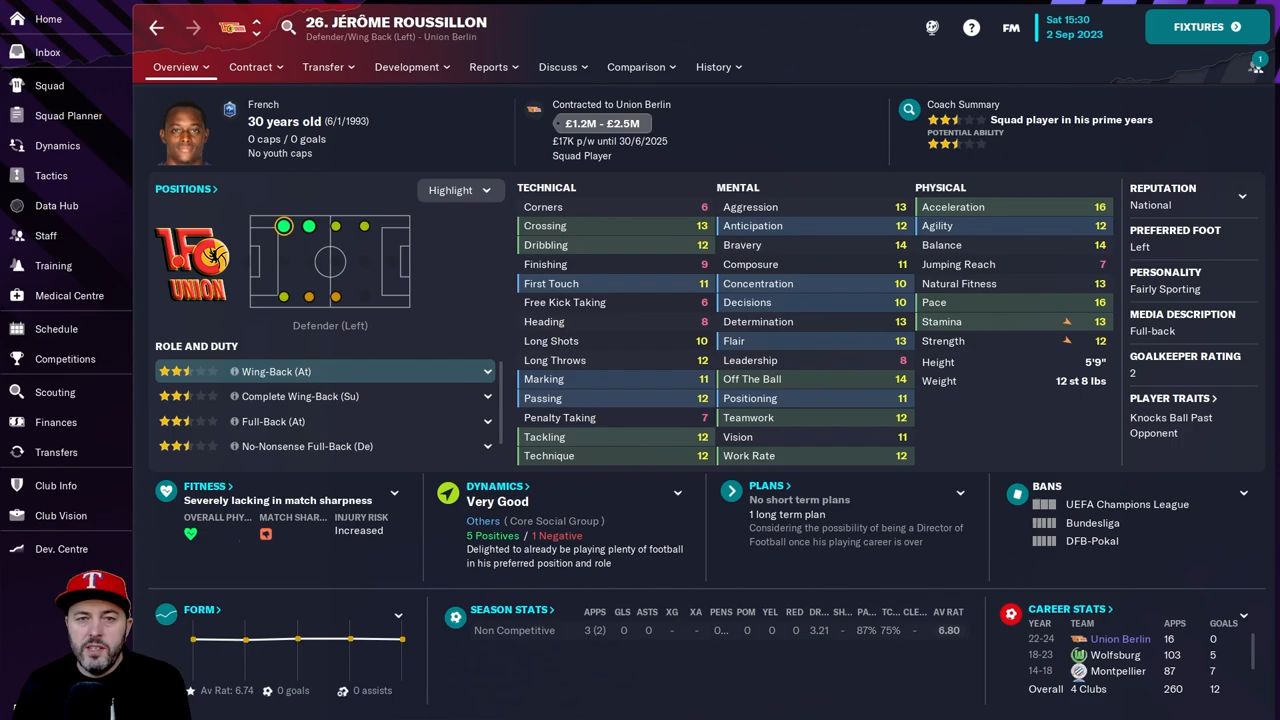 Home
Inbox
Squad
Squad Planner
Dynamics
Tactics
Data Hub
Staff
Training
Medical Centre
Schedule
Competitions
Scouting
Finances
Transfers
Club Info
Club Vision
Dev. Centre
26. JÉRÔME ROUSSILLON
Defender/Wing Back (Left) - Union Berlin
FM
Sat 15:30
2 Sep 2023
FIXTURES
1
Overview
Contract
Transfer
Development
Reports
Discuss
Comparison
History
French
30 years old (6/1/1993)
0 caps / 0 goals
No youth caps
Contracted to Union Berlin
£1.2M - £2.5M
£17K p/w until 30/6/2025
Squad Player
Coach Summary
Squad player in his prime years
POTENTIAL ABILITY
POSITIONS
Highlight
1.FC
UNION
Defender (Left)
ROLE AND DUTY
Wing-Back (At)
Complete Wing-Back (Su)
Full-Back (At)
No-Nonsense Full-Back (De)
TECHNICAL
Corners 6
Crossing 13
Dribbling 12
Finishing 9
First Touch 11
Free Kick Taking 6
Heading 8
Long Shots 10
Long Throws 12
Marking 11
Passing 12
Penalty Taking 7
Tackling 12
Technique 12
MENTAL
Aggression 13
Anticipation 12
Bravery 14
Composure 11
Concentration 10
Decisions 10
Determination 13
Flair 13
Leadership 8
Off The Ball 14
Positioning 11
Teamwork 12
Vision 11
Work Rate 12
PHYSICAL
Acceleration 16
Agility 12
Balance 14
Jumping Reach 7
Natural Fitness 13
Pace 16
Stamina 13
Strength 12
Height 5'9"
Weight 12 st 8 lbs
REPUTATION
National
PREFERRED FOOT
Left
PERSONALITY
Fairly Sporting
MEDIA DESCRIPTION
Full-back
GOALKEEPER RATING
2
PLAYER TRAITS
Knocks Ball Past
Opponent
FITNESS
Severely lacking in match sharpness
OVERALL PHY... MATCH SHAR... INJURY RISK
Increased
DYNAMICS
Very Good
Others ( Core Social Group )
5 Positives / 1 Negative
Delighted to already be playing plenty of football
in his preferred position and role
PLANS
No short term plans
1 long term plan
Considering the possibility of being a Director of
Football once his playing career is over
BANS
UEFA Champions League
Bundesliga
DFB-Pokal
FORM
Av Rat: 6.74 0 goals 0 assists
SEASON STATS APPS GLS ASTS XG XA PENS POM YEL RED DR... SH... PA... TC... CLE... AV RAT
Non Competitive 3 (2) 0 0 - - 0... 0 0 0 3.21 - 87% 75% - 6.80
CAREER STATS
YEAR TEAM APPS GOALS
22-24 Union Berlin 16 0
18-23 Wolfsburg 103 5
14-18 Montpellier 87 7
Overall 4 Clubs 260 12
T